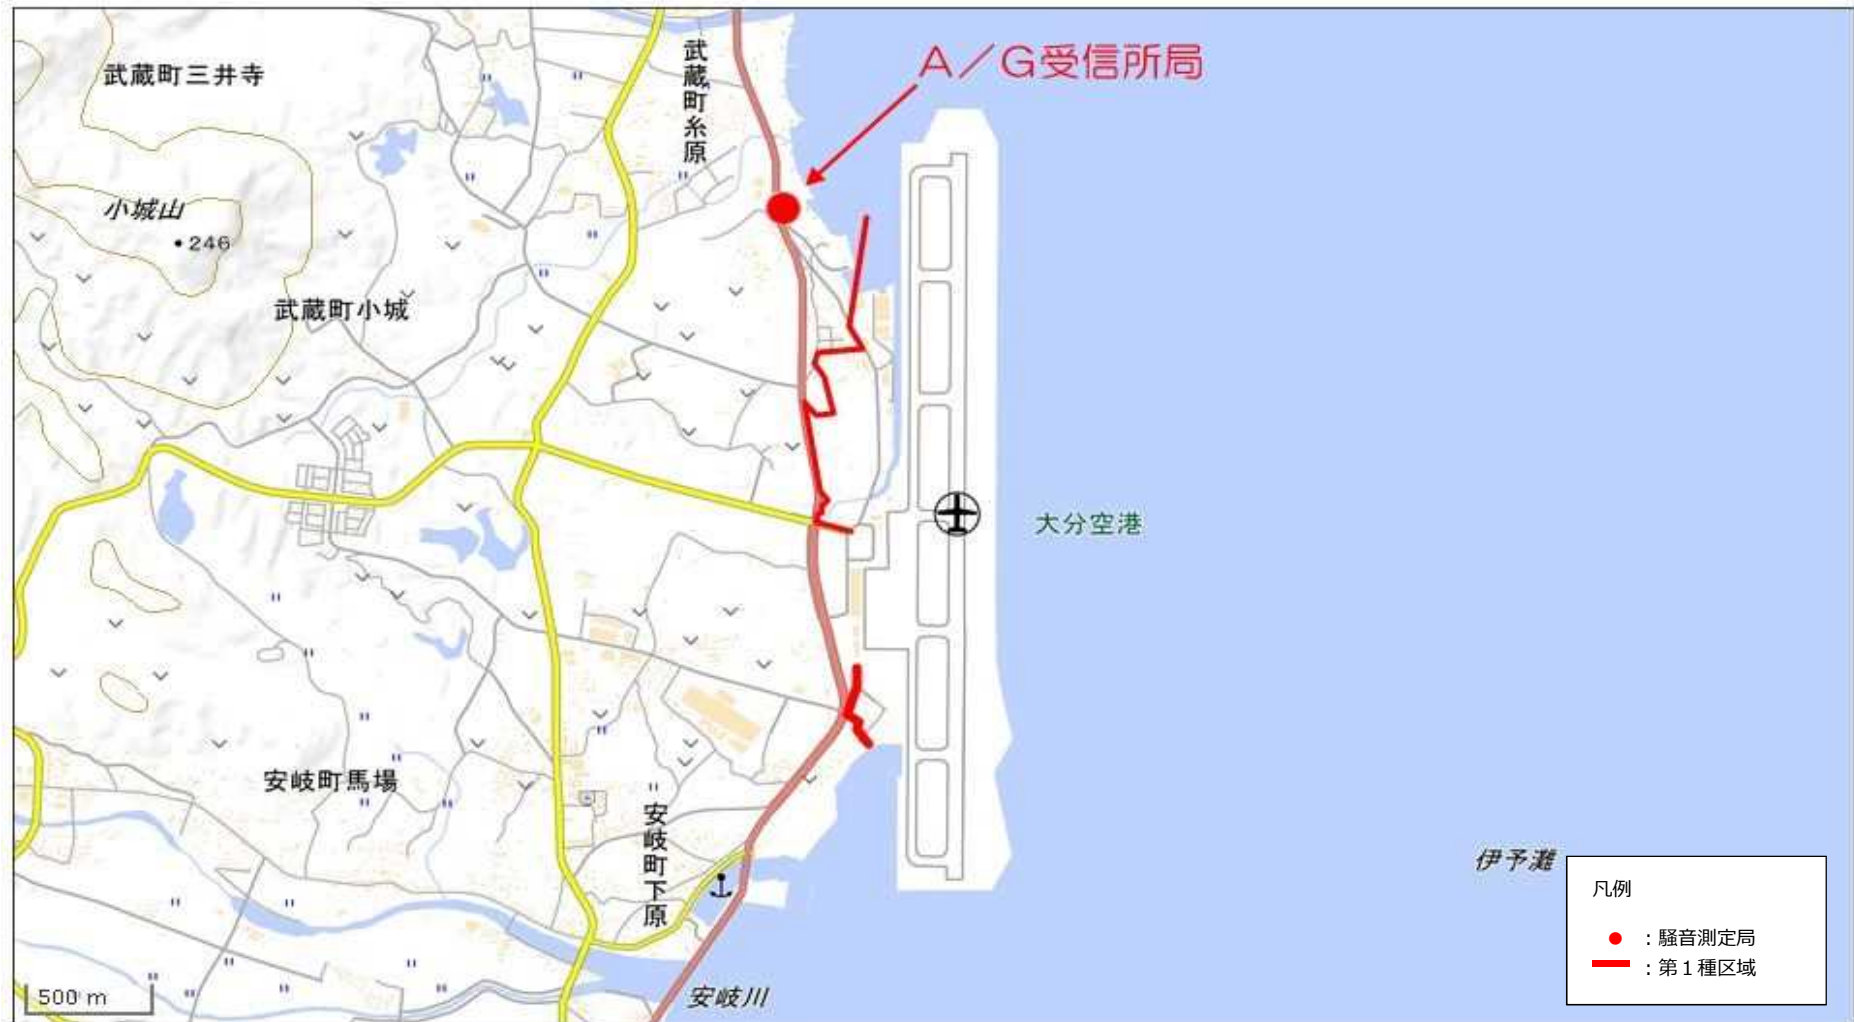 武蔵町三井寺
武蔵町糸原
A/G受信所局
小城山
246
武蔵町小城
大分空港
安岐町馬場
安岐町下原
伊予灘
安岐川
500 m
凡例
:騒音測定局
:第1種区域